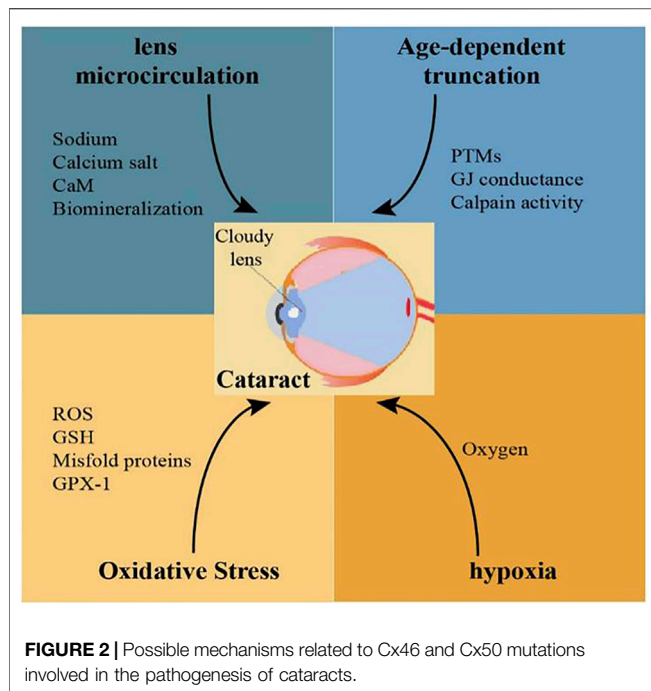 lens
microcirculation
Sodium
Calcium salt
CaM
Biomineralization
Age-dependent
truncation
PTMs
GJ conductance
Calpain activity
Cloudy
lens
Cataract
ROS
GSH
Misfold proteins
GPX-1
Oxidative Stress
Oxygen
hypoxia
FIGURE 2 | Possible mechanisms related to Cx46 and Cx50 mutations
involved in the pathogenesis of cataracts.